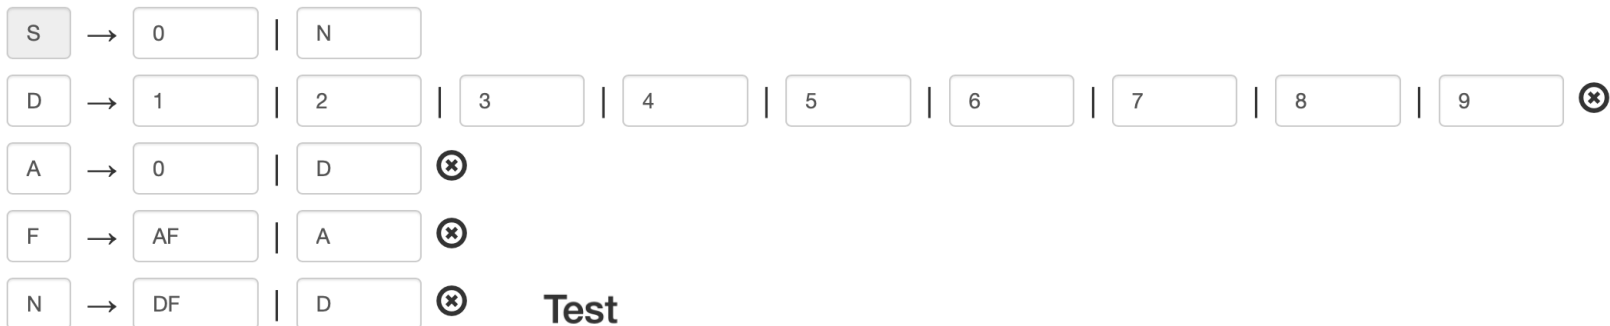 S → 0 | N
D → 1 | 2 | 3 | 4 | 5 | 6 | 7 | 8 | 9
A → 0 | D
F → AF | A
N → DF | D
Test